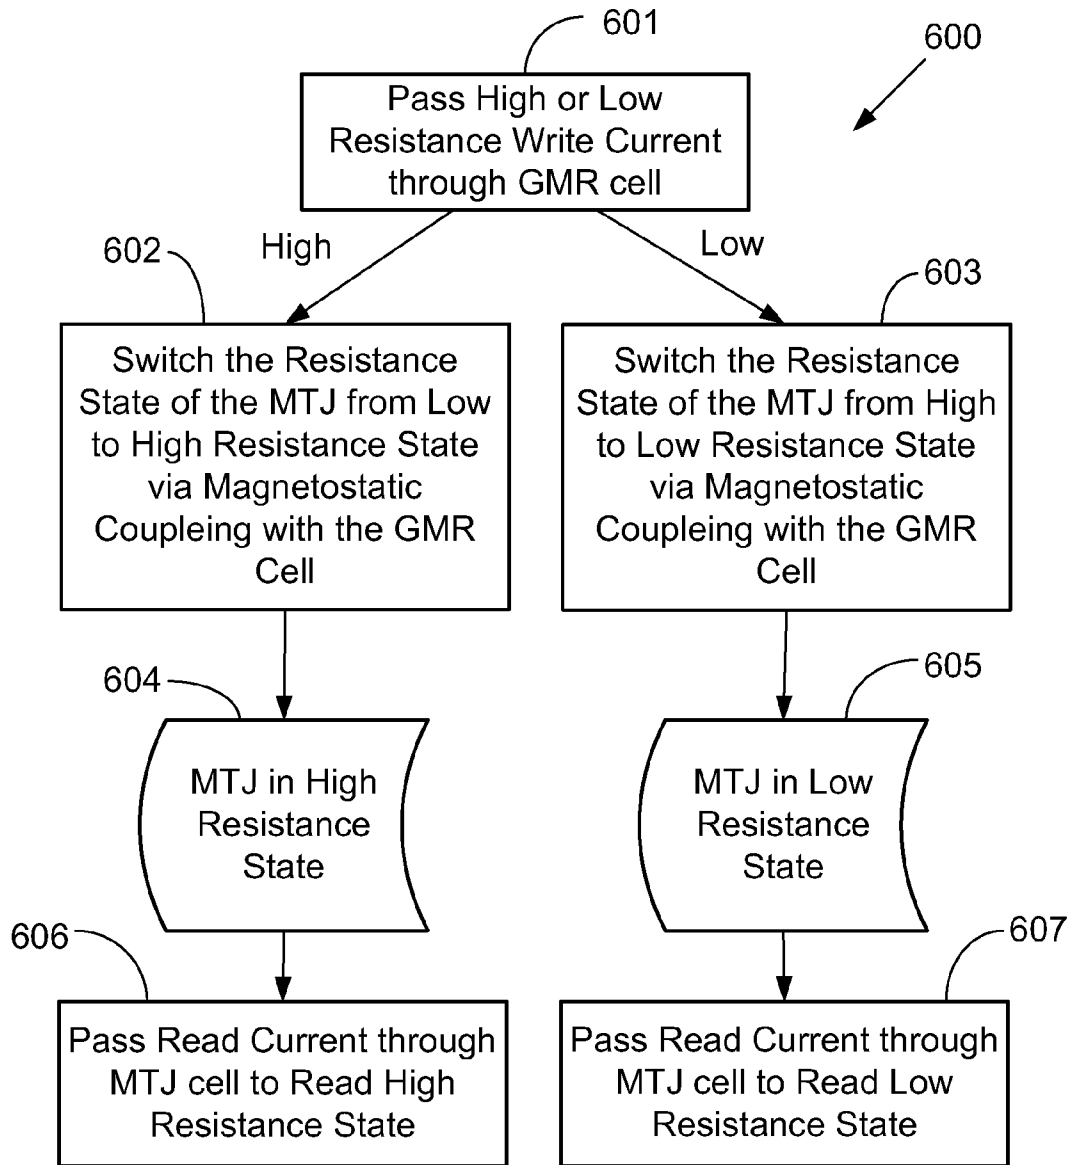 601
600
Pass High or Low
Resistance Write Current
through GMR cell
High
Low
602
603
Switch the Resistance
State of the MTJ from Low
to High Resistance State
via Magnetostatic
Coupleing with the GMR
Cell
Switch the Resistance
State of the MTJ from High
to Low Resistance State
via Magnetostatic
Coupleing with the GMR
Cell
604
605
MTJ in High
Resistance
State
MTJ in Low
Resistance
State
606
607
Pass Read Current through
MTJ cell to Read High
Resistance State
Pass Read Current through
MTJ cell to Read Low
Resistance State